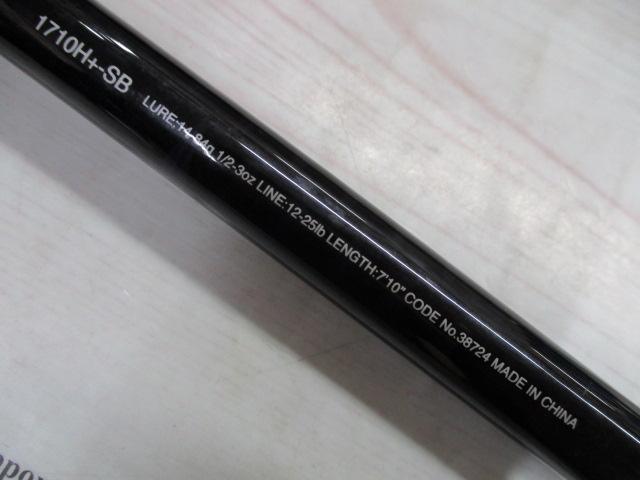 1710H+-SB LURE:14-84g 1/2-3oz LINE:12-25lb LENGTH:7'10" CODE No.38724 MADE IN CHINA